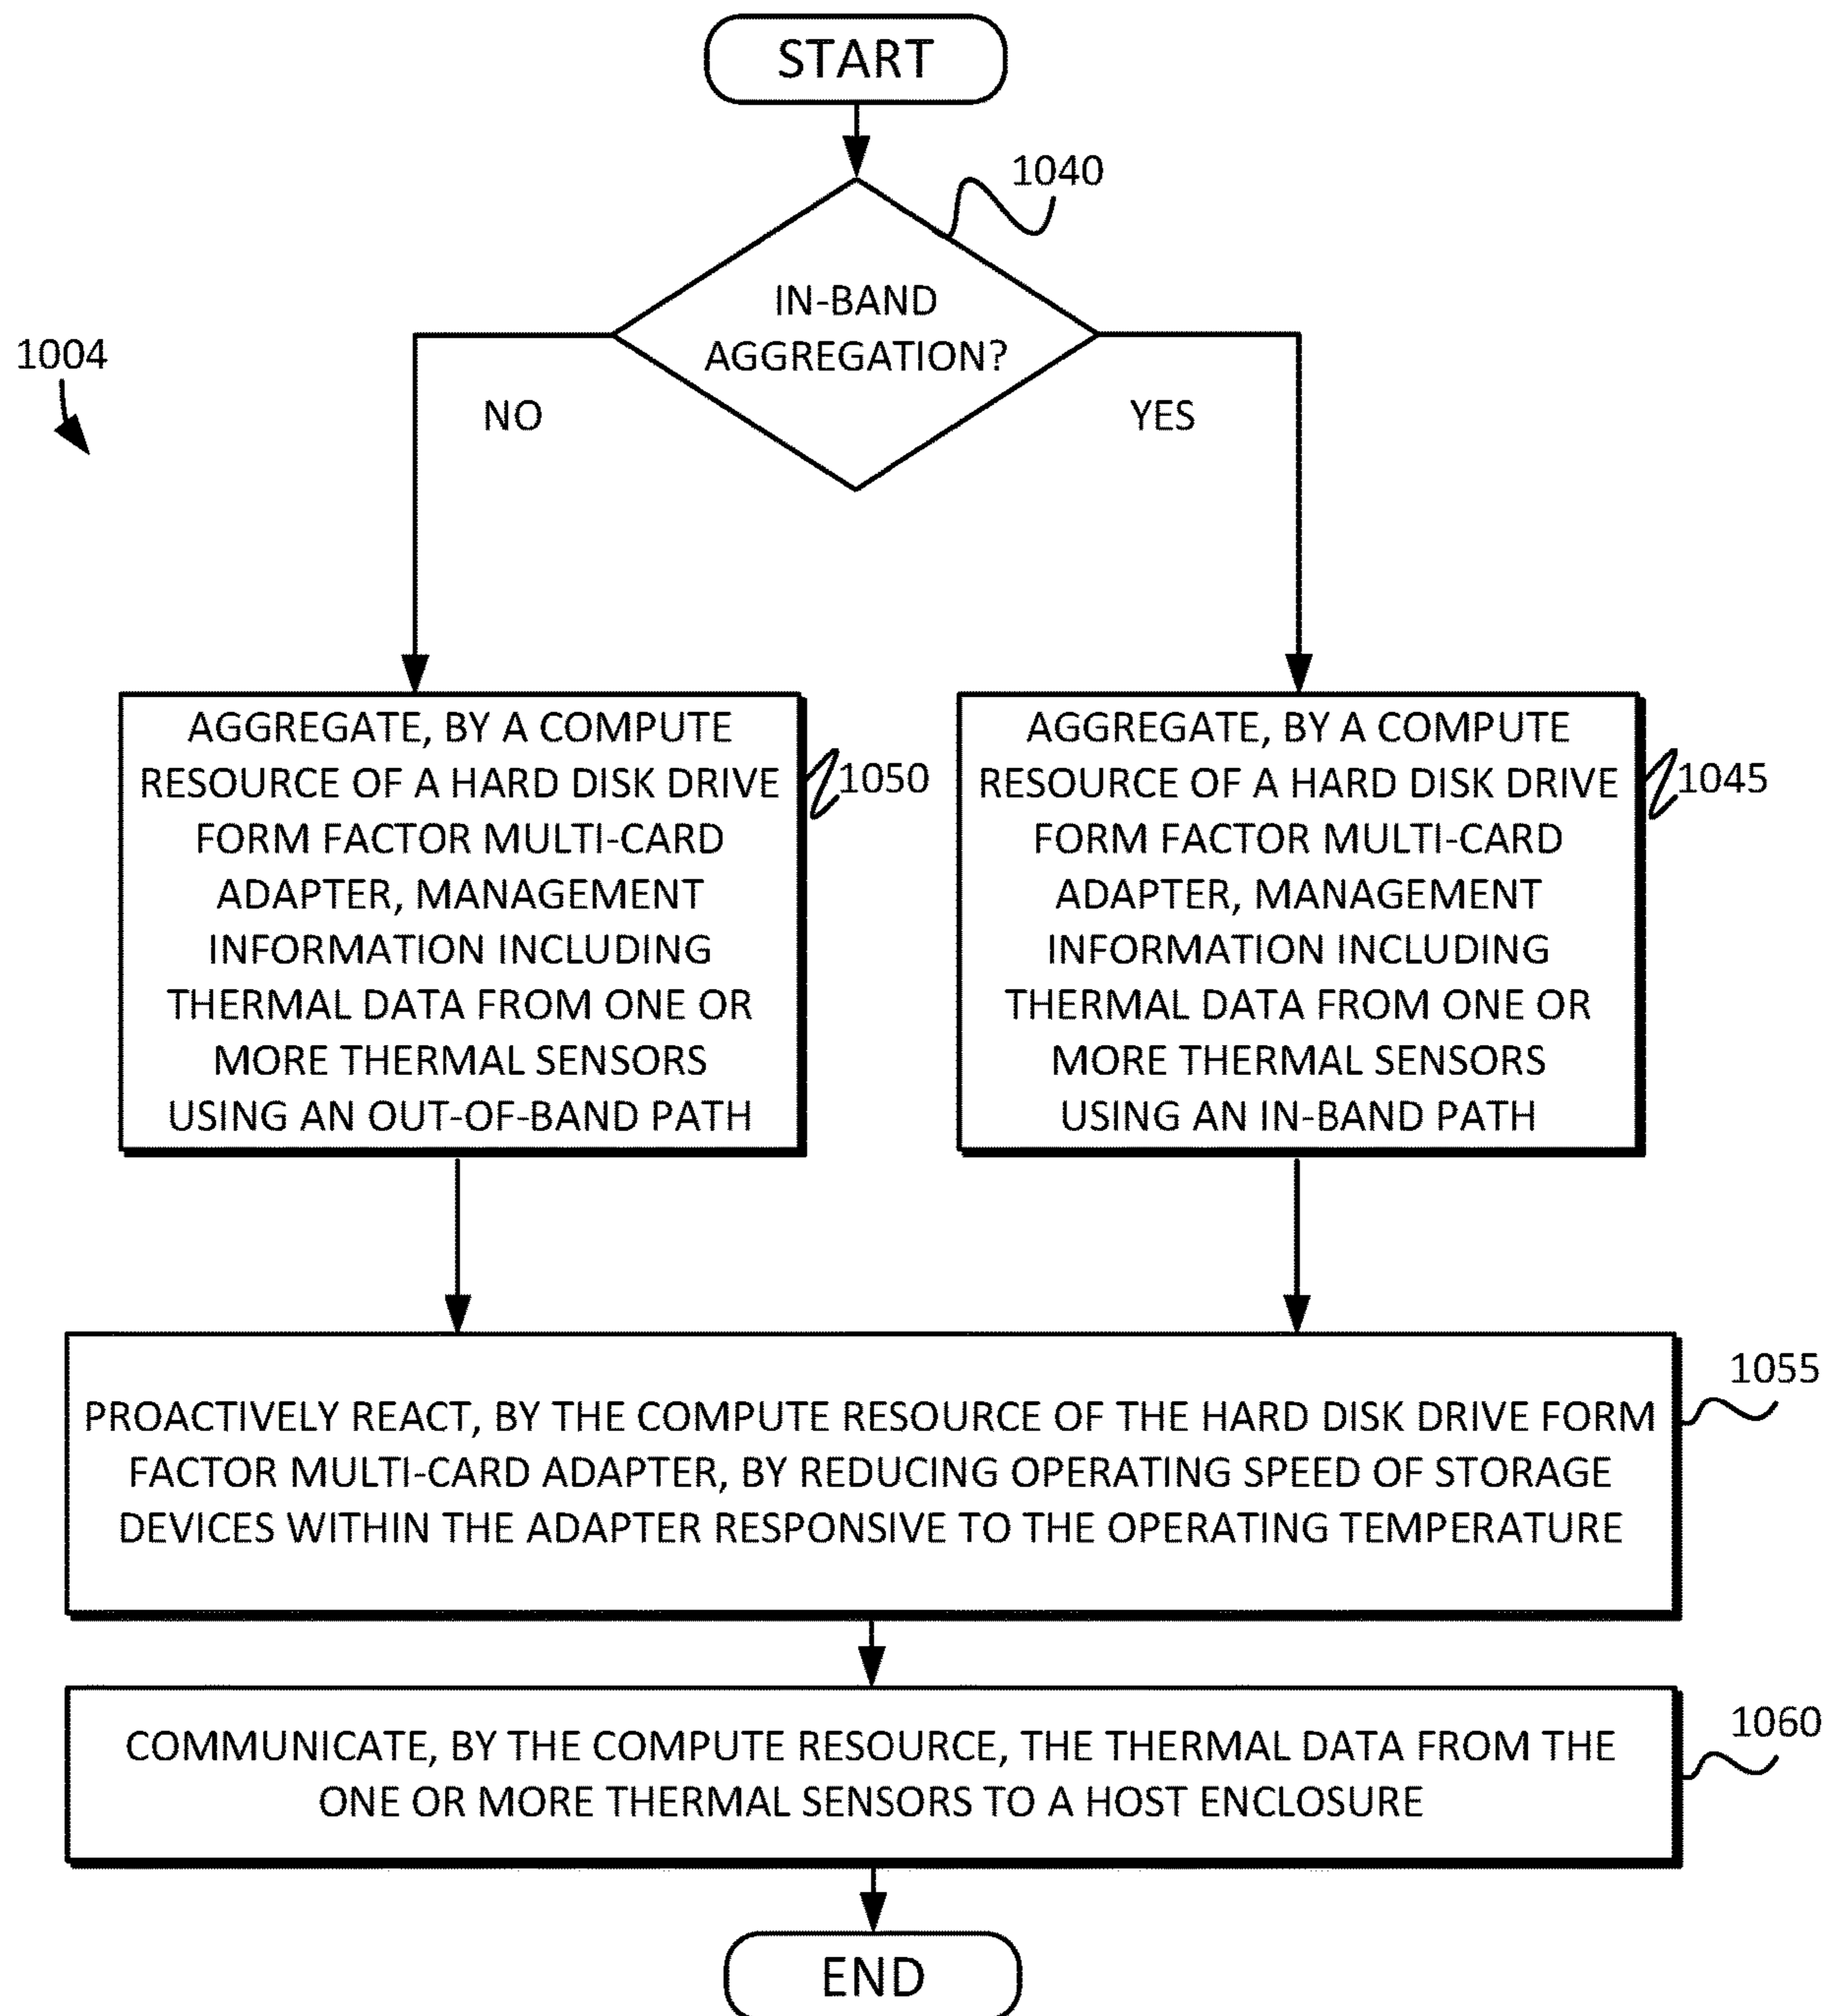 START
1040
IN-BAND
AGGREGATION?
1004
NO
YES
AGGREGATE, BY A COMPUTE
RESOURCE OF A HARD DISK DRIVE
FORM FACTOR MULTI-CARD
ADAPTER, MANAGEMENT
INFORMATION INCLUDING
THERMAL DATA FROM ONE OR
MORE THERMAL SENSORS
USING AN OUT-OF-BAND PATH
1050
AGGREGATE, BY A COMPUTE
RESOURCE OF A HARD DISK DRIVE
FORM FACTOR MULTI-CARD
ADAPTER, MANAGEMENT
INFORMATION INCLUDING
THERMAL DATA FROM ONE OR
MORE THERMAL SENSORS
USING AN IN-BAND PATH
1045
PROACTIVELY REACT, BY THE COMPUTE RESOURCE OF THE HARD DISK DRIVE FORM
FACTOR MULTI-CARD ADAPTER, BY REDUCING OPERATING SPEED OF STORAGE
DEVICES WITHIN THE ADAPTER RESPONSIVE TO THE OPERATING TEMPERATURE
1055
COMMUNICATE, BY THE COMPUTE RESOURCE, THE THERMAL DATA FROM THE
ONE OR MORE THERMAL SENSORS TO A HOST ENCLOSURE
1060
END